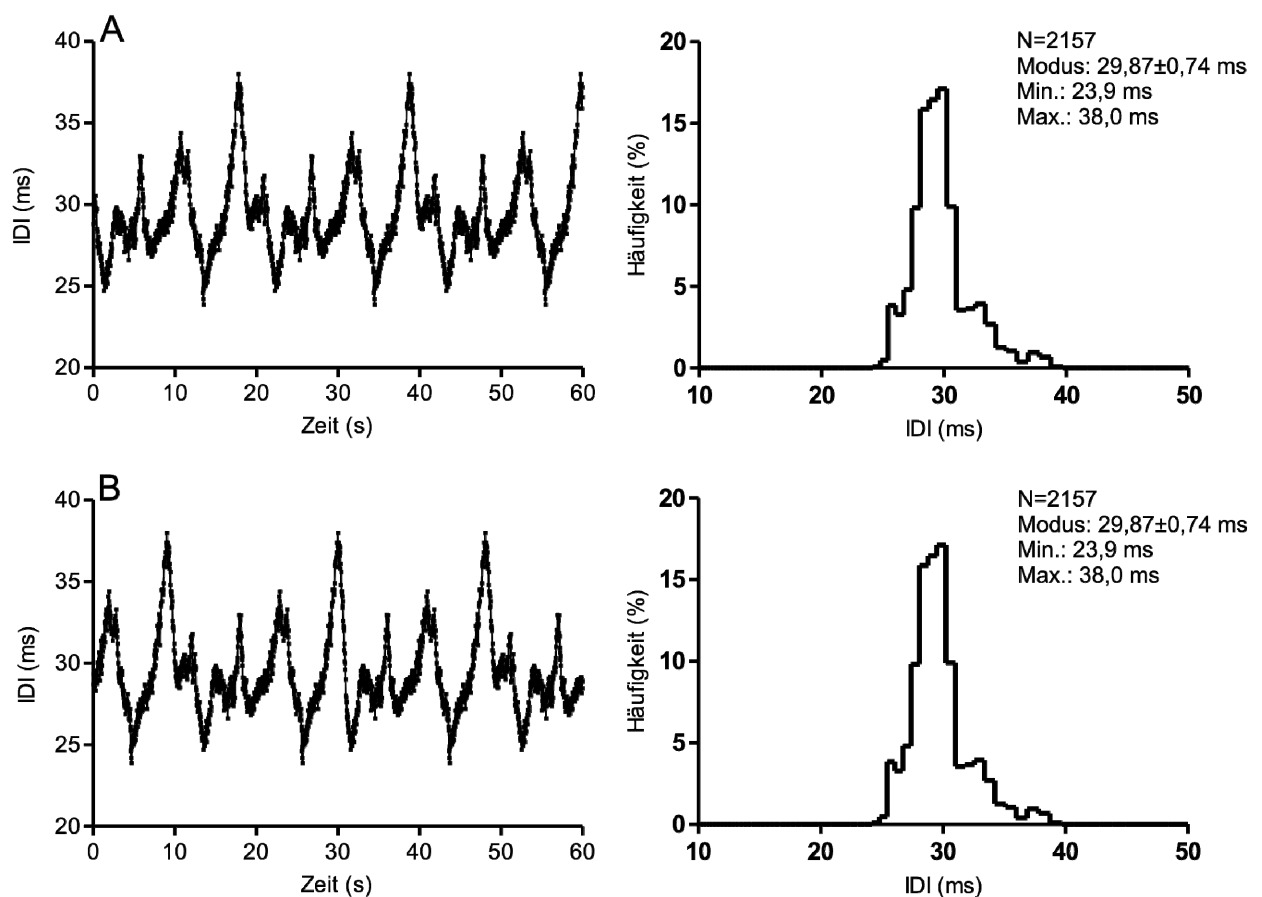 A
40
35
30
25
20
IDI (ms)
0 10 20 30 40 50 60
Zeit (s)
20
15
10
5
0
Häufigkeit (%)
N=2157
Modus: 29,87±0,74 ms
Min.: 23,9 ms
Max.: 38,0 ms
10 20 30 40 50
IDI (ms)
B
40
35
30
25
20
IDI (ms)
0 10 20 30 40 50 60
Zeit (s)
20
15
10
5
0
Häufigkeit (%)
N=2157
Modus: 29,87±0,74 ms
Min.: 23,9 ms
Max.: 38,0 ms
10 20 30 40 50
IDI (ms)